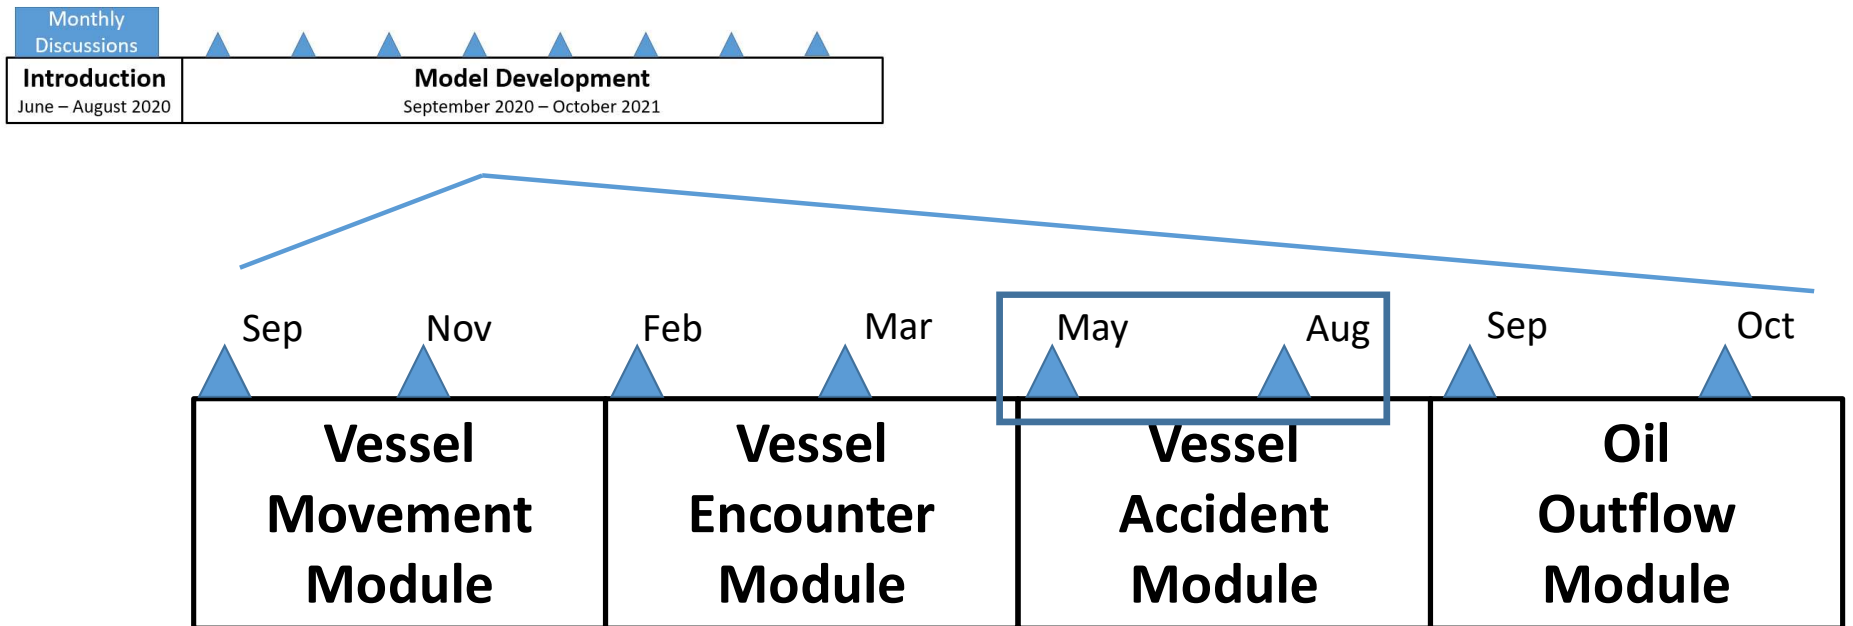 Monthly
Discussions
Introduction
June – August 2020
Model Development
September 2020 – October 2021
Sep
Nov
Feb
Mar
May
Aug
Sep
Oct
Vessel
Movement
Module
Vessel
Encounter
Module
Vessel
Accident
Module
Oil
Outflow
Module